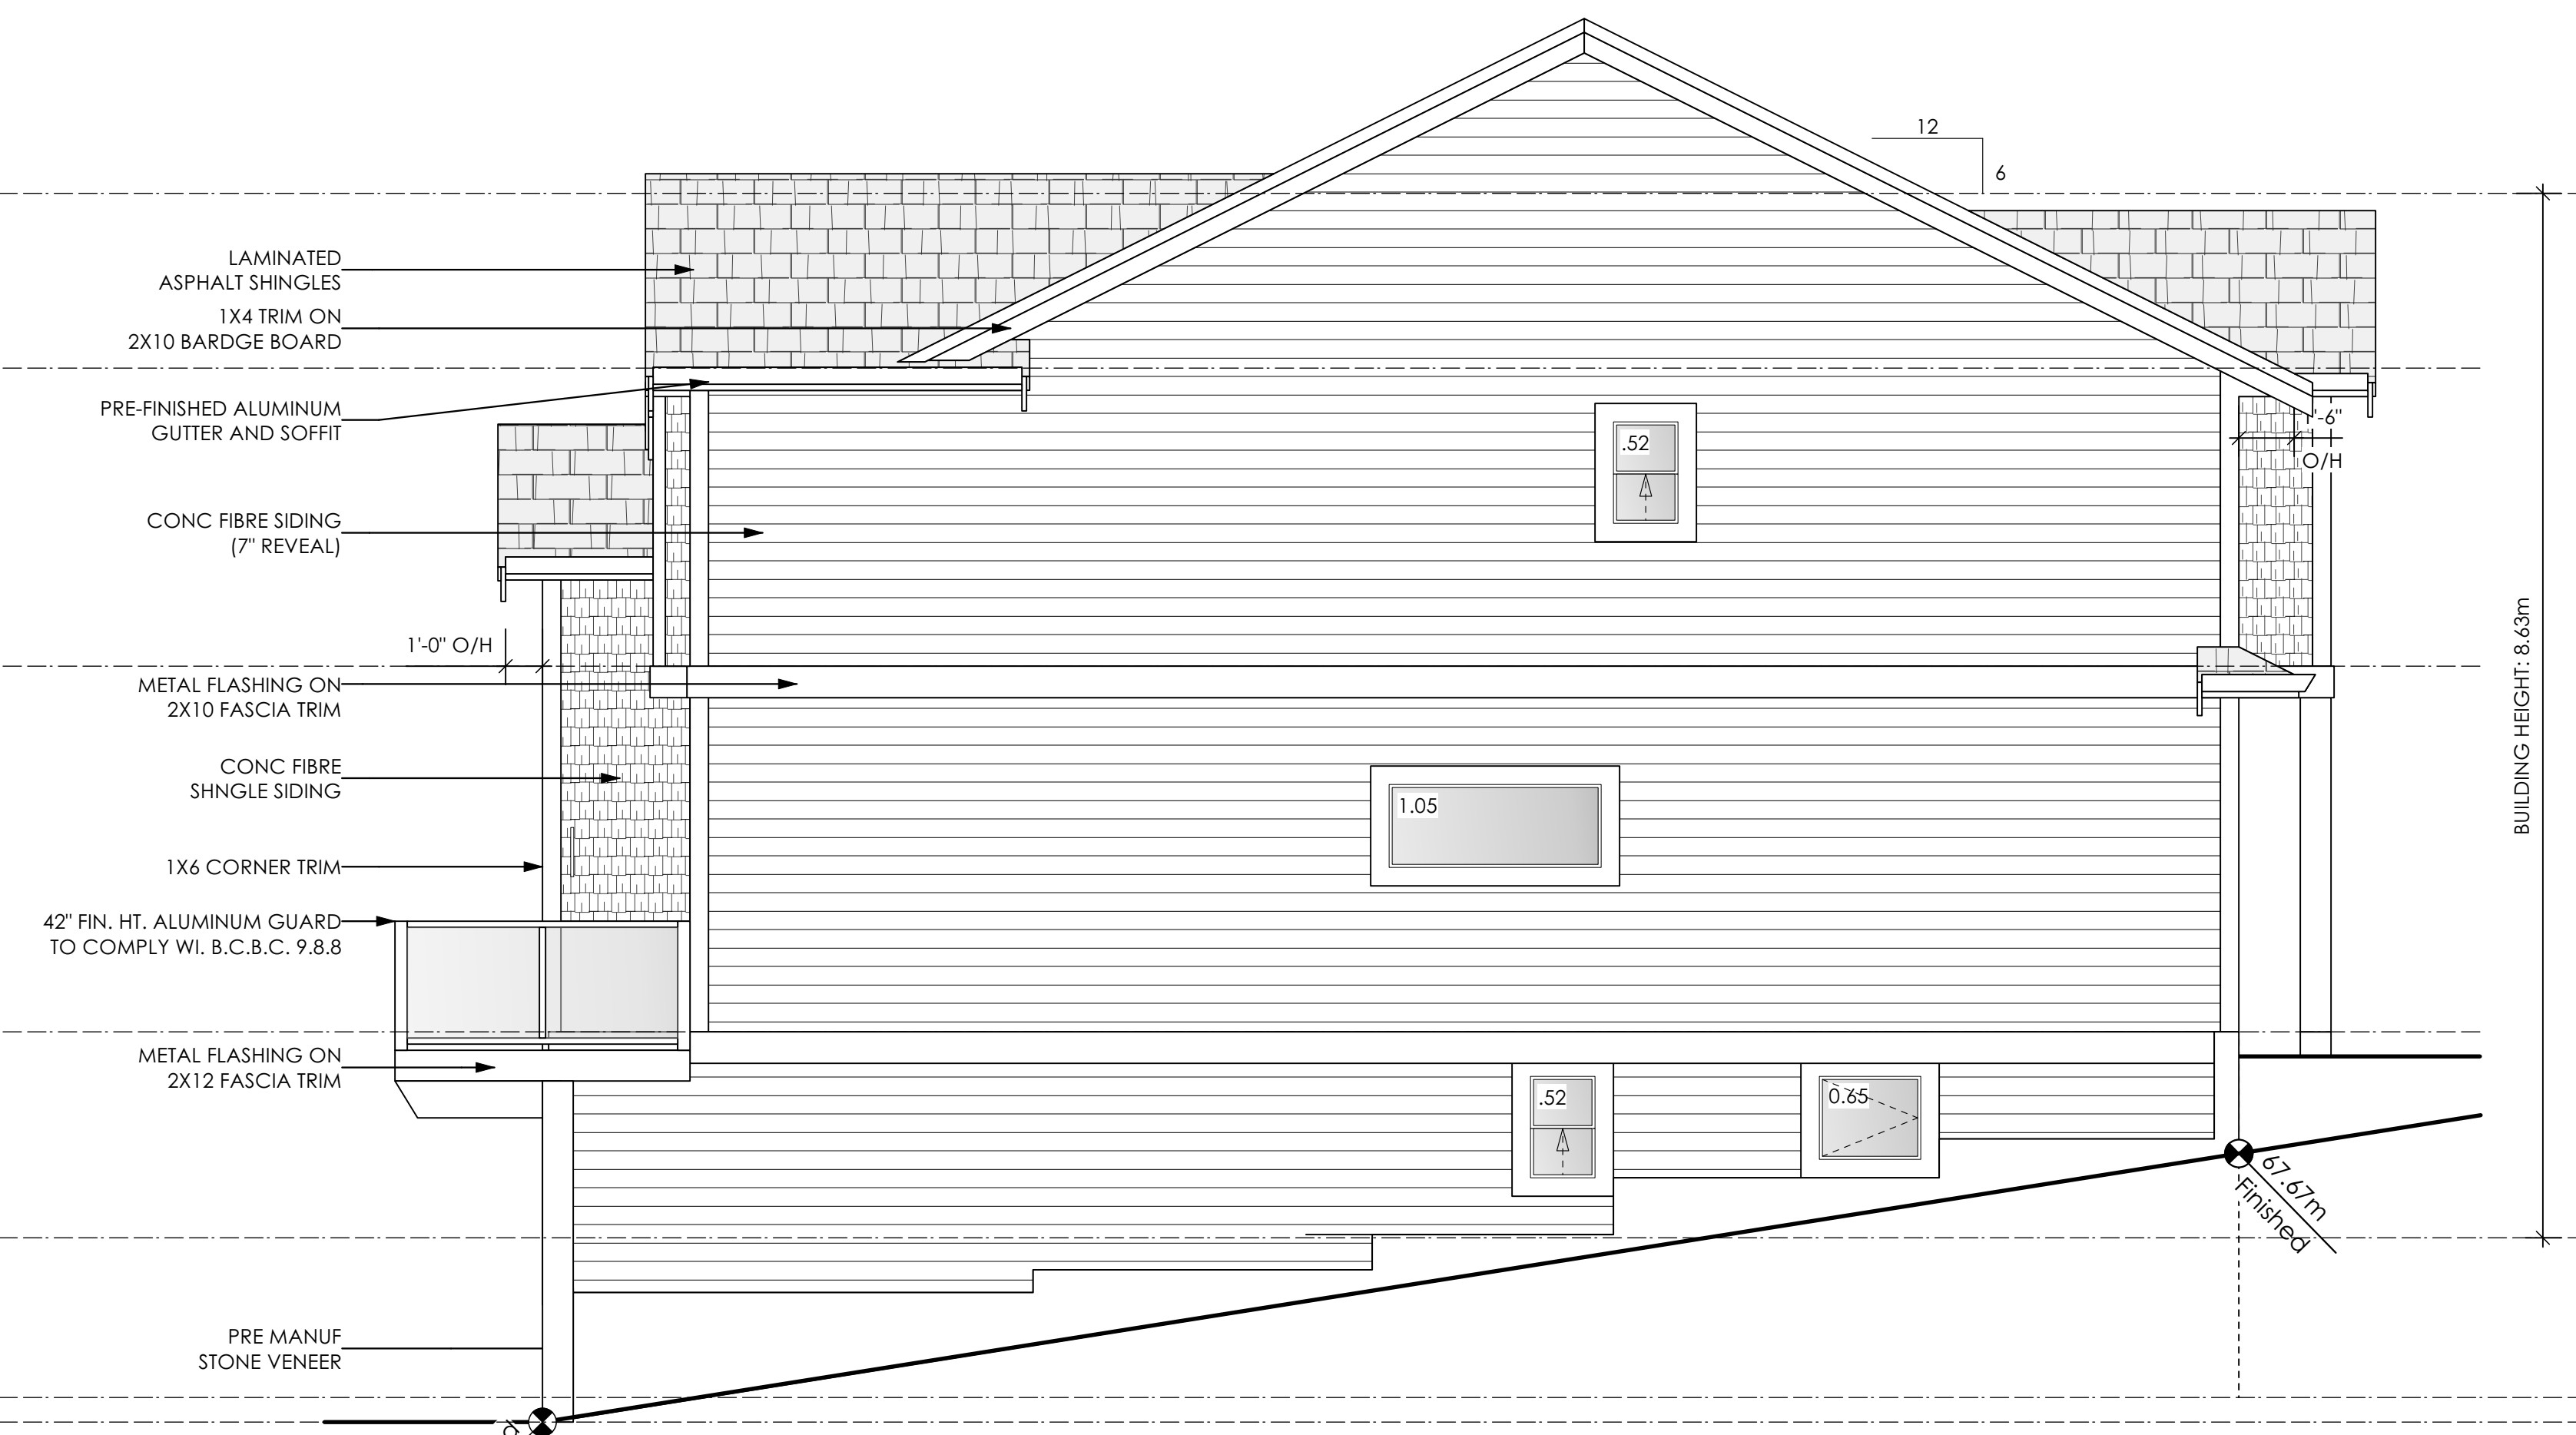 12
6
LAMINATED
ASPHALT SHINGLES
1X4 TRIM ON
2X10 BARDGE BOARD
PRE-FINISHED ALUMINUM
GUTTER AND SOFFIT
'-6"
O/H
.52
CONC FIBRE SIDING
(7" REVEAL)
1'-0" O/H
METAL FLASHING ON
2X10 FASCIA TRIM
BUILDING HEIGHT: 8.63m
CONC FIBRE
SHNGLE SIDING
1.05
1X6 CORNER TRIM
42" FIN. HT. ALUMINUM GUARD
TO COMPLY WI. B.C.B.C. 9.8.8
METAL FLASHING ON
2X12 FASCIA TRIM
.52
0.65
67.67m
Finished
PRE MANUF
STONE VENEER